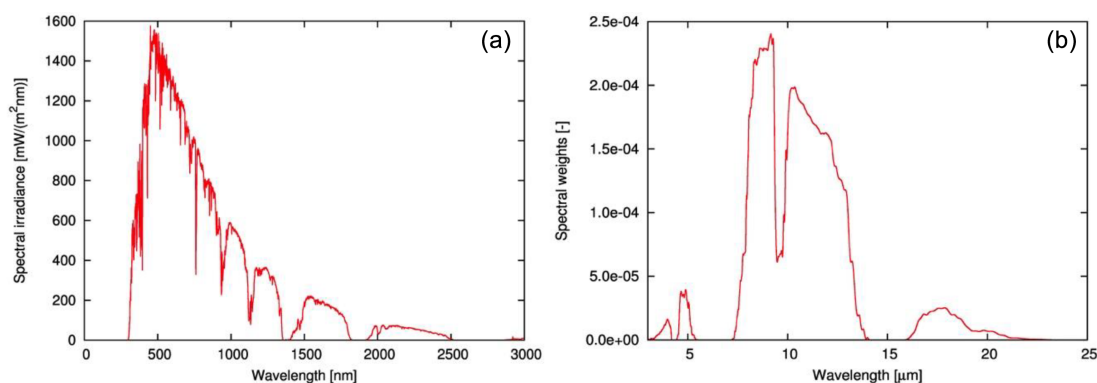 (a)
Spectral irradiance [mW/(m²nm)]
1600
1400
1200
1000
800
600
400
200
0
0 500 1000 1500 2000 2500 3000
Wavelength [nm]
(b)
Spectral weights [-]
2.5e-04
2.0e-04
1.5e-04
1.0e-04
5.0e-05
0.0e+00
5 10 15 20 25
Wavelength [μm]